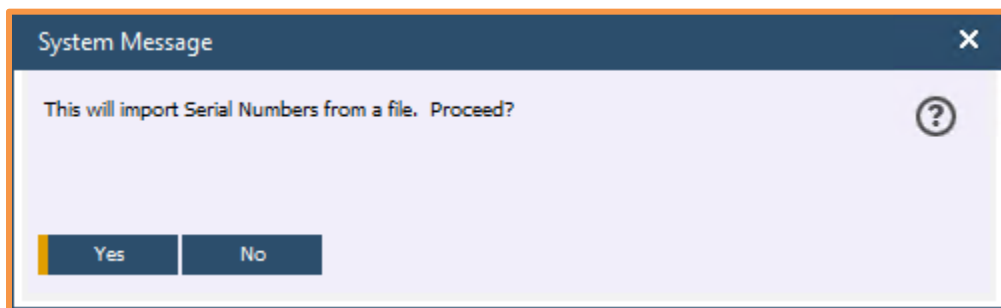 System Message
This will import Serial Numbers from a file.  Proceed?
?
Yes No